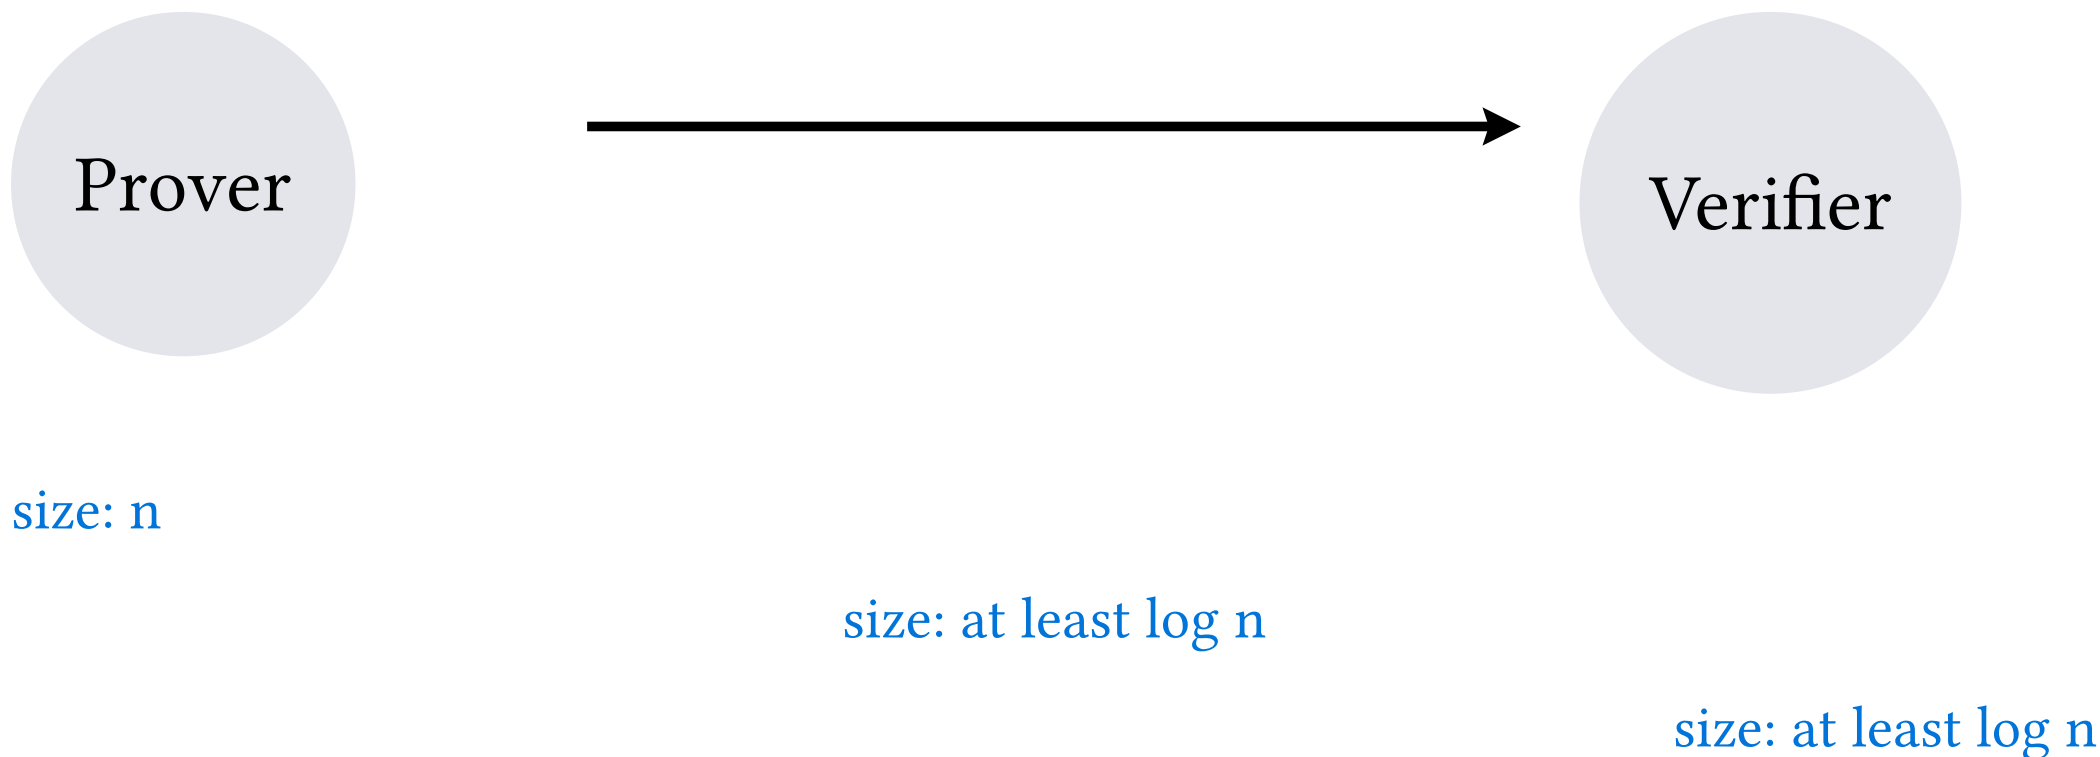 Prover
Verifier
size: n
size: at least log n
size: at least log n